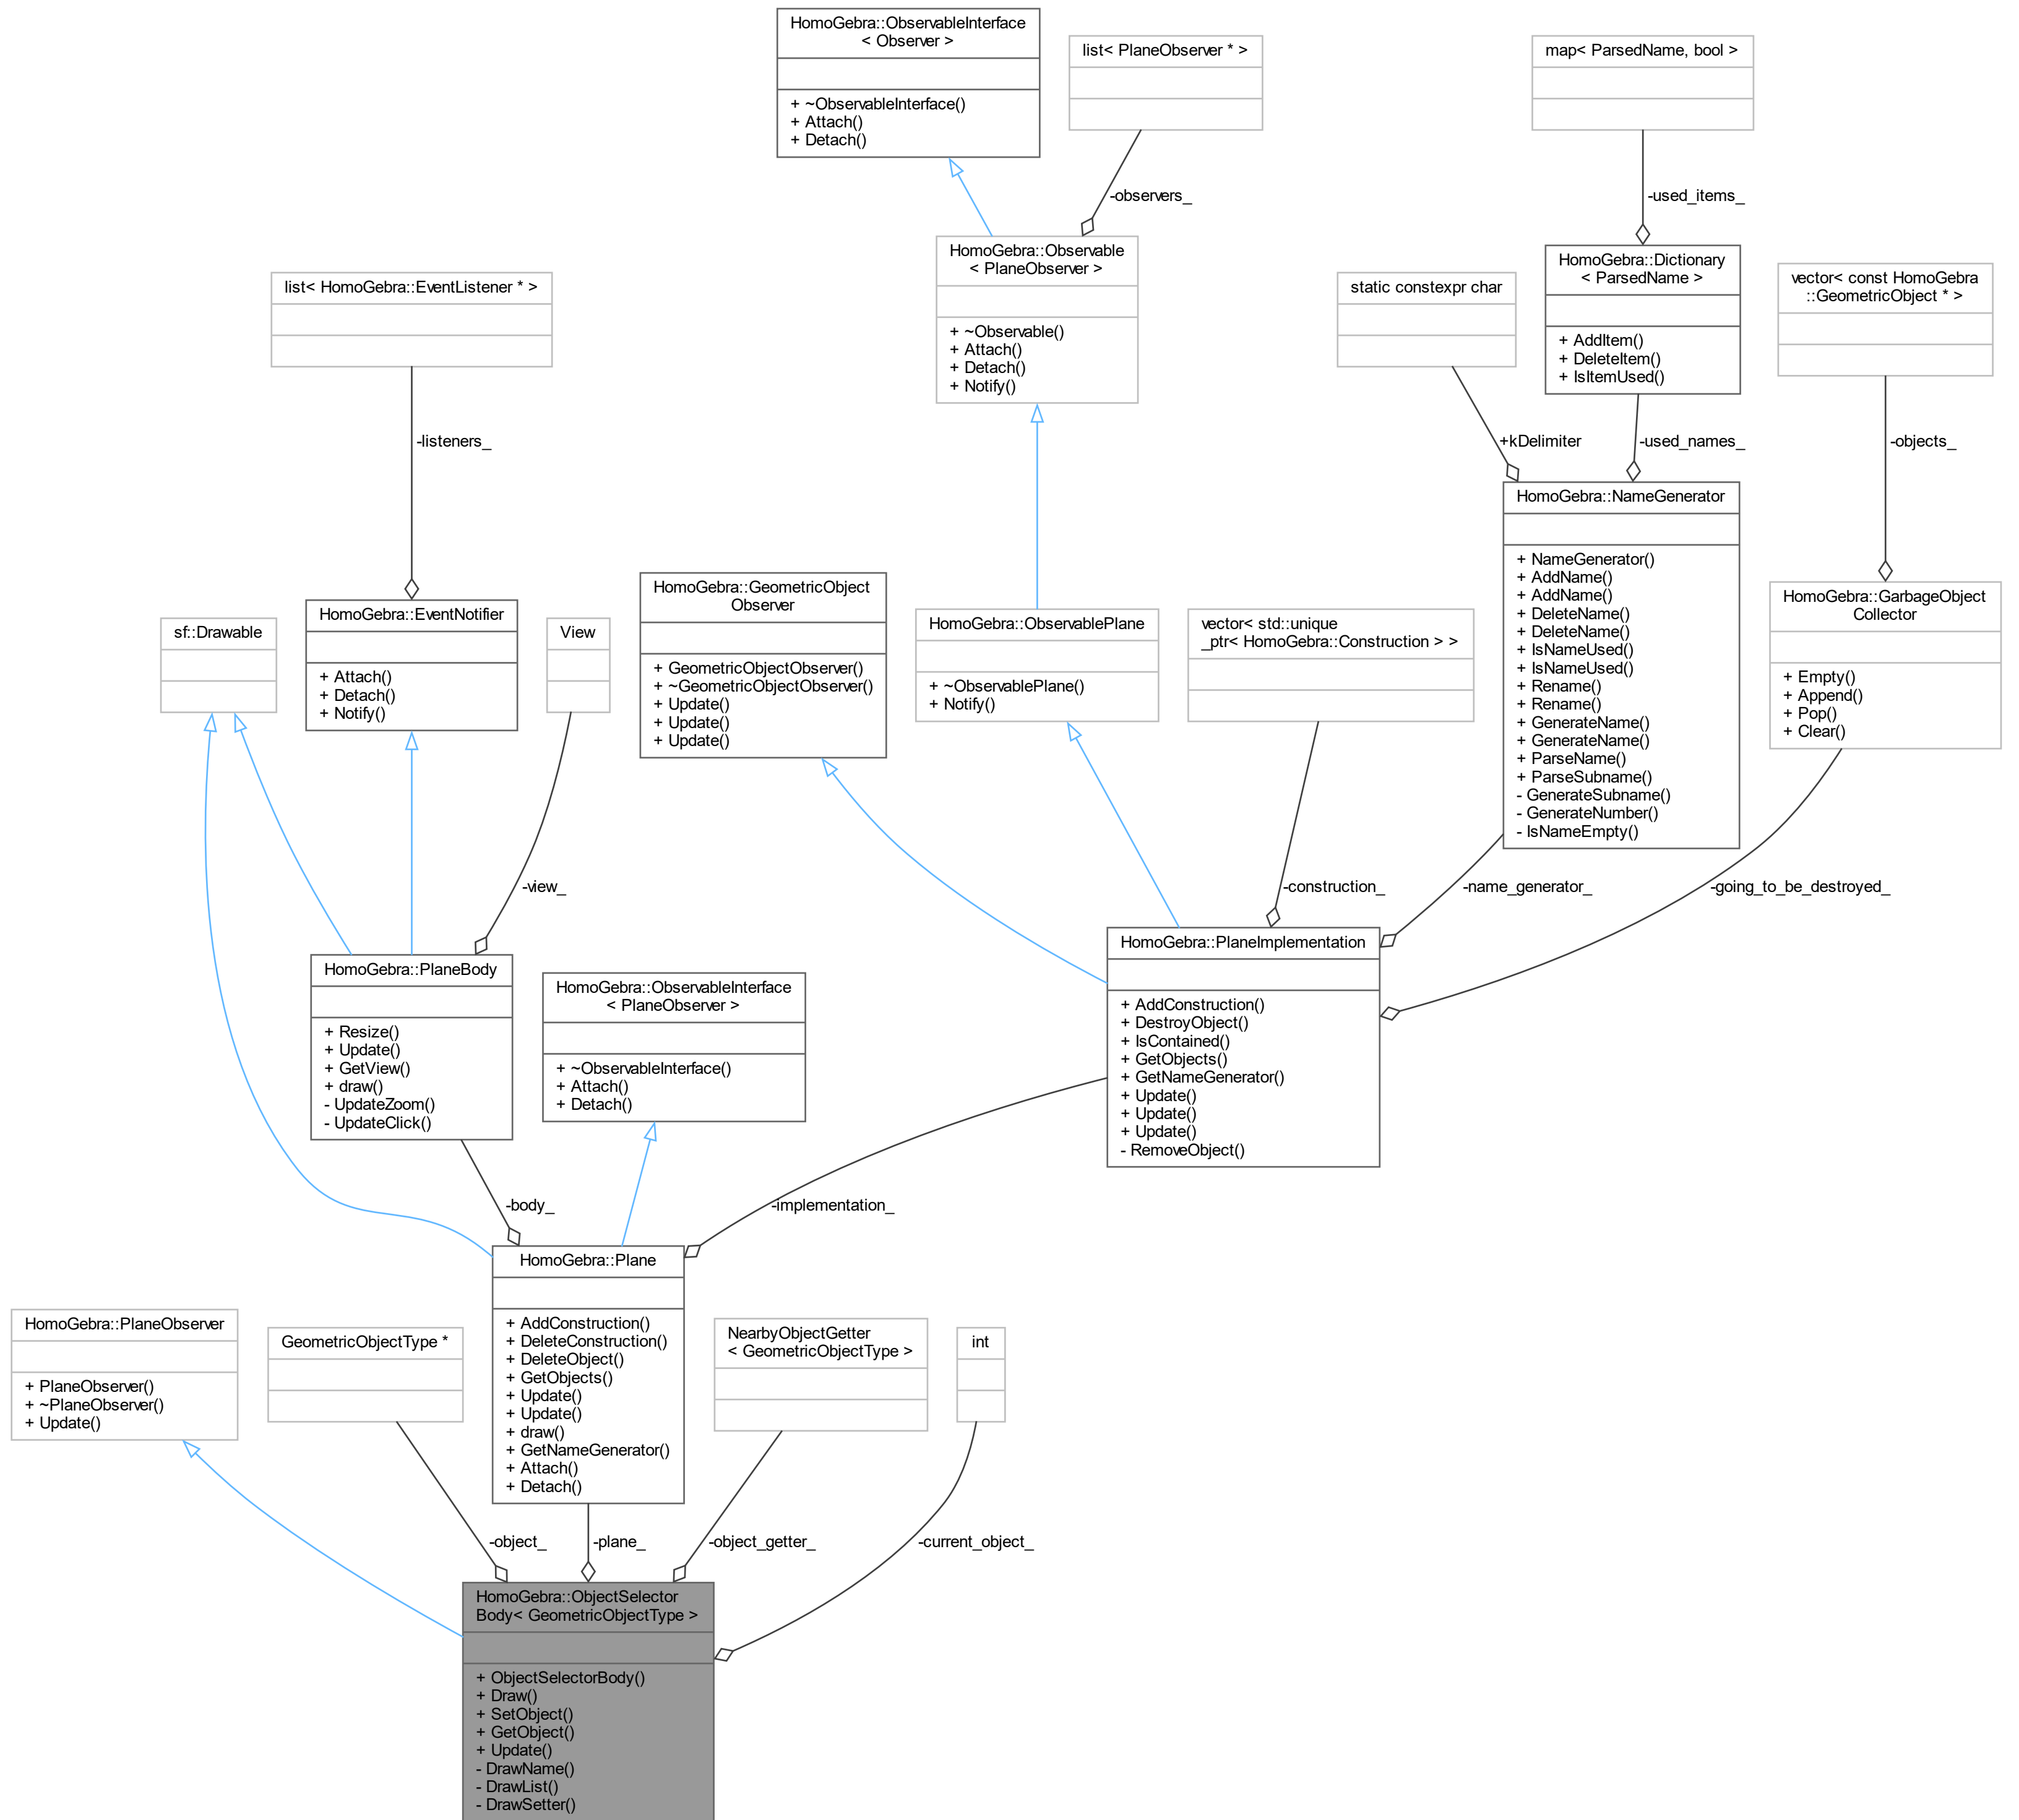 HomoGebra::ObservableInterface
< Observer >
+ ~ObservableInterface()
+ Attach()
+ Detach()
list< PlaneObserver * >
map< ParsedName, bool >
-observers_
-used_items_
HomoGebra::Observable
< PlaneObserver >
+ ~Observable()
+ Attach()
+ Detach()
+ Notify()
HomoGebra::Dictionary
< ParsedName >
+ AddItem()
+ DeleteItem()
+ IsItemUsed()
list< HomoGebra::EventListener * >
static constexpr char
vector< const HomoGebra
::GeometricObject * >
-listeners_
+kDelimiter
-used_names_
-objects_
HomoGebra::NameGenerator
+ NameGenerator()
+ AddName()
+ AddName()
+ DeleteName()
+ DeleteName()
+ IsNameUsed()
+ IsNameUsed()
+ Rename()
+ Rename()
+ GenerateName()
+ GenerateName()
+ ParseName()
+ ParseSubname()
- GenerateSubname()
- GenerateNumber()
- IsNameEmpty()
HomoGebra::GarbageObject
Collector
+ Empty()
+ Append()
+ Pop()
+ Clear()
sf::Drawable
HomoGebra::EventNotifier
+ Attach()
+ Detach()
+ Notify()
View
HomoGebra::GeometricObject
Observer
+ GeometricObjectObserver()
+ ~GeometricObjectObserver()
+ Update()
+ Update()
+ Update()
HomoGebra::ObservablePlane
+ ~ObservablePlane()
+ Notify()
vector< std::unique
_ptr< HomoGebra::Construction > >
-view_
-construction_
-name_generator_
-going_to_be_destroyed_
HomoGebra::PlaneBody
+ Resize()
+ Update()
+ GetView()
+ draw()
- UpdateZoom()
- UpdateClick()
HomoGebra::ObservableInterface
< PlaneObserver >
+ ~ObservableInterface()
+ Attach()
+ Detach()
HomoGebra::PlaneImplementation
+ AddConstruction()
+ DestroyObject()
+ IsContained()
+ GetObjects()
+ GetNameGenerator()
+ Update()
+ Update()
+ Update()
- RemoveObject()
-body_
-implementation_
HomoGebra::PlaneObserver
+ PlaneObserver()
+ ~PlaneObserver()
+ Update()
GeometricObjectType *
HomoGebra::Plane
+ AddConstruction()
+ DeleteConstruction()
+ DeleteObject()
+ GetObjects()
+ Update()
+ Update()
+ draw()
+ GetNameGenerator()
+ Attach()
+ Detach()
NearbyObjectGetter
< GeometricObjectType >
int
-object_
-plane_
-object_getter_
-current_object_
HomoGebra::ObjectSelector
Body< GeometricObjectType >
+ ObjectSelectorBody()
+ Draw()
+ SetObject()
+ GetObject()
+ Update()
- DrawName()
- DrawList()
- DrawSetter()